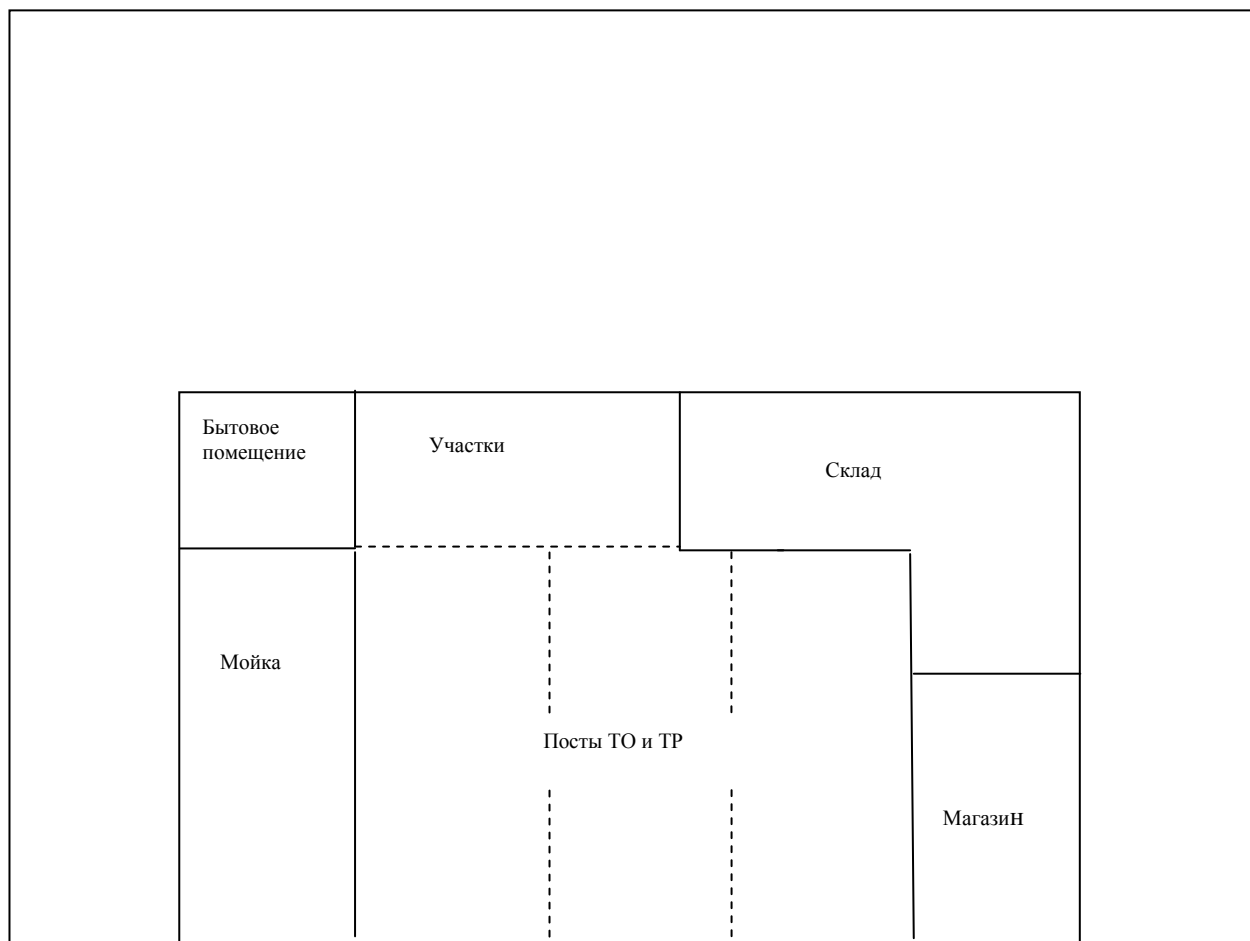 Бытовое
помещение
Участки
Склад
Мойка
Посты ТО и ТР
Магазин